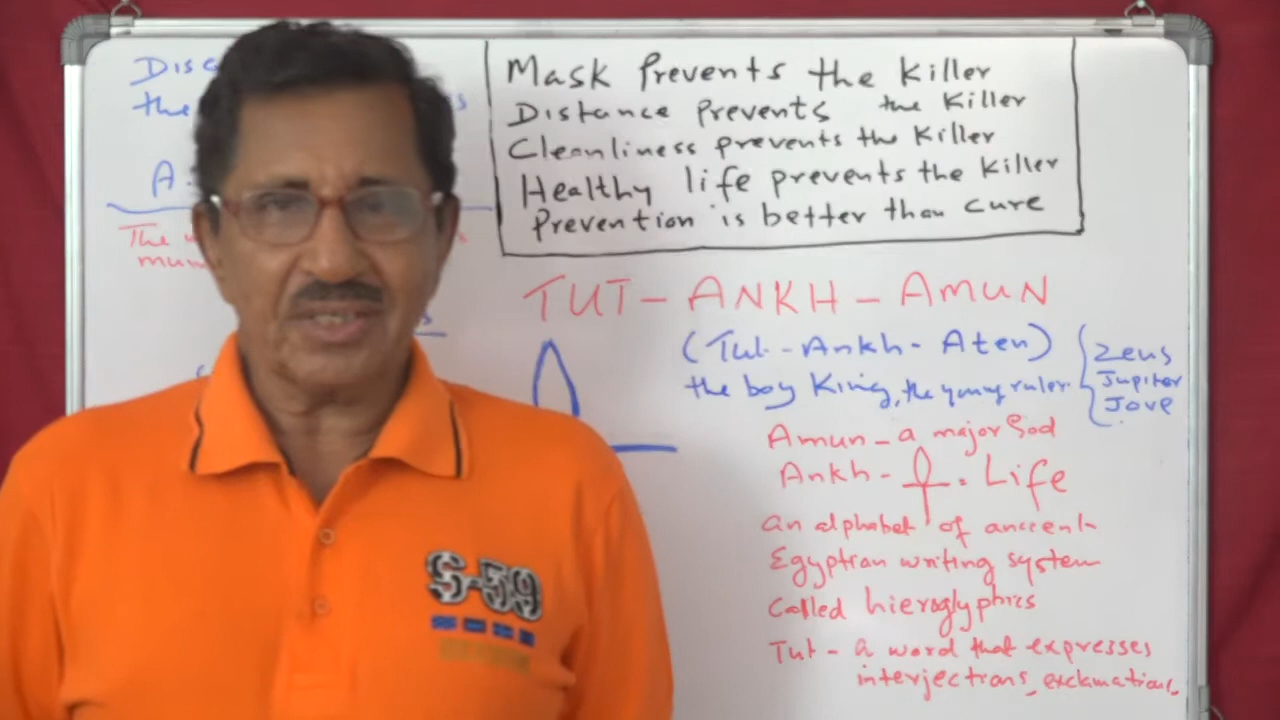 Mask Prevents the Killer
Distance prevents the Killer
Cleanliness prevents the Killer
Healthy life prevents the Killer
Prevention is better than cure
the
A.
The
TUT - ANKH - AMUN
(Tut - Ankh - Aten)
the boy King, the young ruler.
Zeus
Jupiter
Jove
Amun - a major God
Ankh - = Life
an alphabet of ancient
Egyptian writing system
Called hieroglyphics
Tut - a word that expresses
interjections, exclamations.
S-59